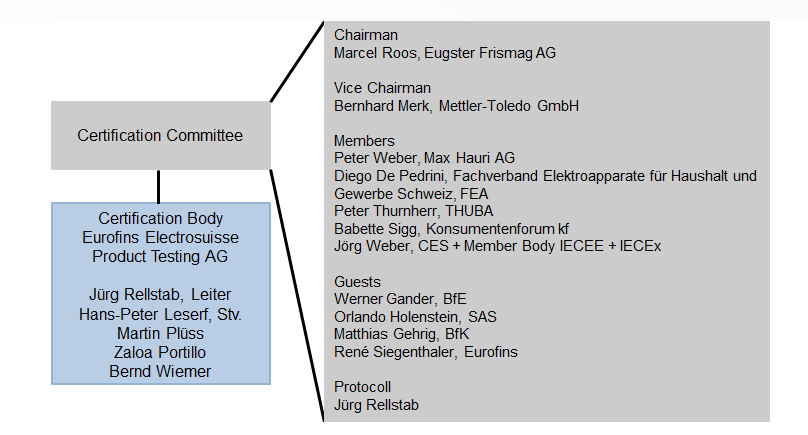 Certification Committee
Certification Body
Eurofins Electrosuisse
Product Testing AG
Jürg Rellstab, Leiter
Hans-Peter Leserf, Stv.
Martin Plüss
Zaloa Portillo
Bernd Wiemer
Chairman
Marcel Roos, Eugster Frismag AG
Vice Chairman
Bernhard Merk, Mettler-Toledo GmbH
Members
Peter Weber, Max Hauri AG
Diego De Pedrini, Fachverband Elektroapparate für Haushalt und
Gewerbe Schweiz, FEA
Peter Thurnherr, THUBA
Babette Sigg, Konsumentenforum kf
Jörg Weber, CES + Member Body IECEE + IECEx
Guests
Werner Gander, BfE
Orlando Holenstein, SAS
Matthias Gehrig, BfK
René Siegenthaler, Eurofins
Protocoll
Jürg Rellstab